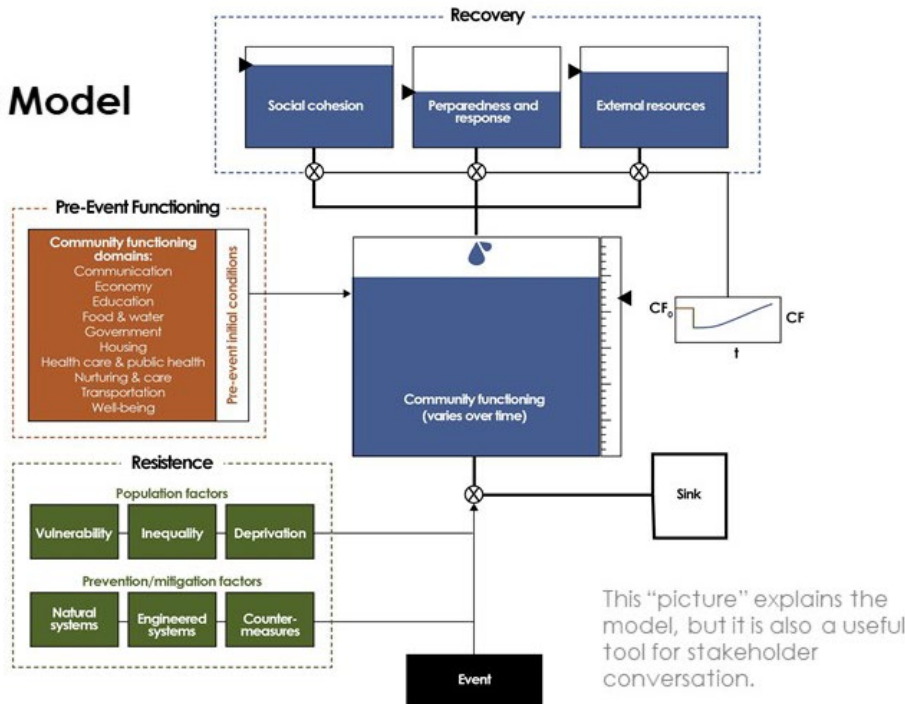 Recovery
Model
Social cohesion
Perparedness and
response
External resources
Pre-Event Functioning
Community functioning
domains:
Communication
Economy
Education
Food & water
Government
Housing
Health care & public health
Nurturing & care
Transportation
Well-being
Pre-event initial conditions
Community functioning
(varies over time)
CF₀
CF
t
Resistence
Population factors
Vulnerability
Inequality
Deprivation
Prevention/mitigation factors
Natural
systems
Engineered
systems
Counter-
measures
Sink
Event
This “picture” explains the
model, but it is also a useful
tool for stakeholder
conversation.